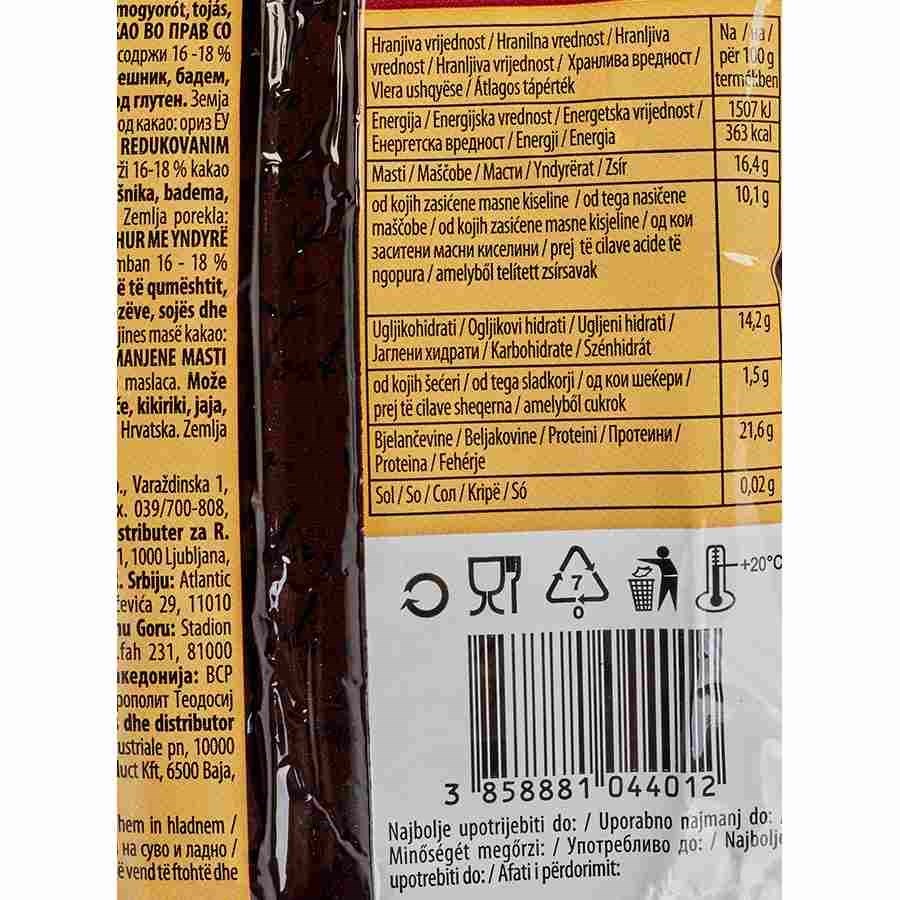 mogyorót, tojás,
КАО ВО ПРАВ СО
содржи 16 -18 %
ешник, бадем,
од глутен. Земја
од какао: ориз ЕУ
REDUKOVANIM
ži 16-18 % kakao
šnika, badema,
Zemlja porekla:
HUR ME YNDYRË
mban 16 - 18 %
ë të qumështit,
zëve, sojës dhe
jines masë kakao:
MANJENE MASTI
maslaca. Može
če, kikiriki, jaja,
Hrvatska. Zemlja
., Varaždinska 1,
x. 039/700-808,
stributer za R.
1, 1000 Ljubljana,
. Srbiju: Atlantic
ćevića 29, 11010
nu Goru: Stadion
.fah 231, 81000
акедонија: ВСР
рополит Теодосиј
dhe distributor
ustriale pn, 10000
luct Kft, 6500 Baja,
hem in hladnem /
на суво и ладно /
ë vend të ftohtë dhe
Hranjiva vrijednost / Hranilna vrednost / Hranljiva
vrednost / Hranljiva vrijednost / Хранлива вредност /
Vlera ushqyëse / Átlagos tápérték
Na / на /
për 100 g
termékben
Energija / Energijska vrednost / Energetska vrijednost /
Енергетска вредност / Energji / Energia
1507 kJ
363 kcal
Masti / Maščobe / Масти / Yndyrërat / Zsír
16,4 g
od kojih zasićene masne kiseline / od tega nasičene
maščobe / od kojih zasićene masne kisjeline / од кои
заситени масни киселини / prej të cilave acide të
ngopura / amelyből telített zsírsavak
10,1 g
Ugljikohidrati / Ogljikovi hidrati / Ugljeni hidrati /
Јаглени хидрати / Karbohidrate / Szénhidrát
14,2 g
od kojih šećeri / od tega sladkorji / од кои шеќери /
prej të cilave sheqerna / amelyből cukrok
1,5 g
Bjelančevine / Beljakovine / Proteini / Протеини /
Proteina / Fehérje
21,6 g
Sol / So / Сол / Kripë / Só
0,02 g
7
0
+20°C
3 858881 044012
Najbolje upotrijebiti do: / Uporabno najmanj do:
Minőségét megőrzi: / Употребливо до: / Najbolje
upotrebiti do: / Afati i përdorimit: